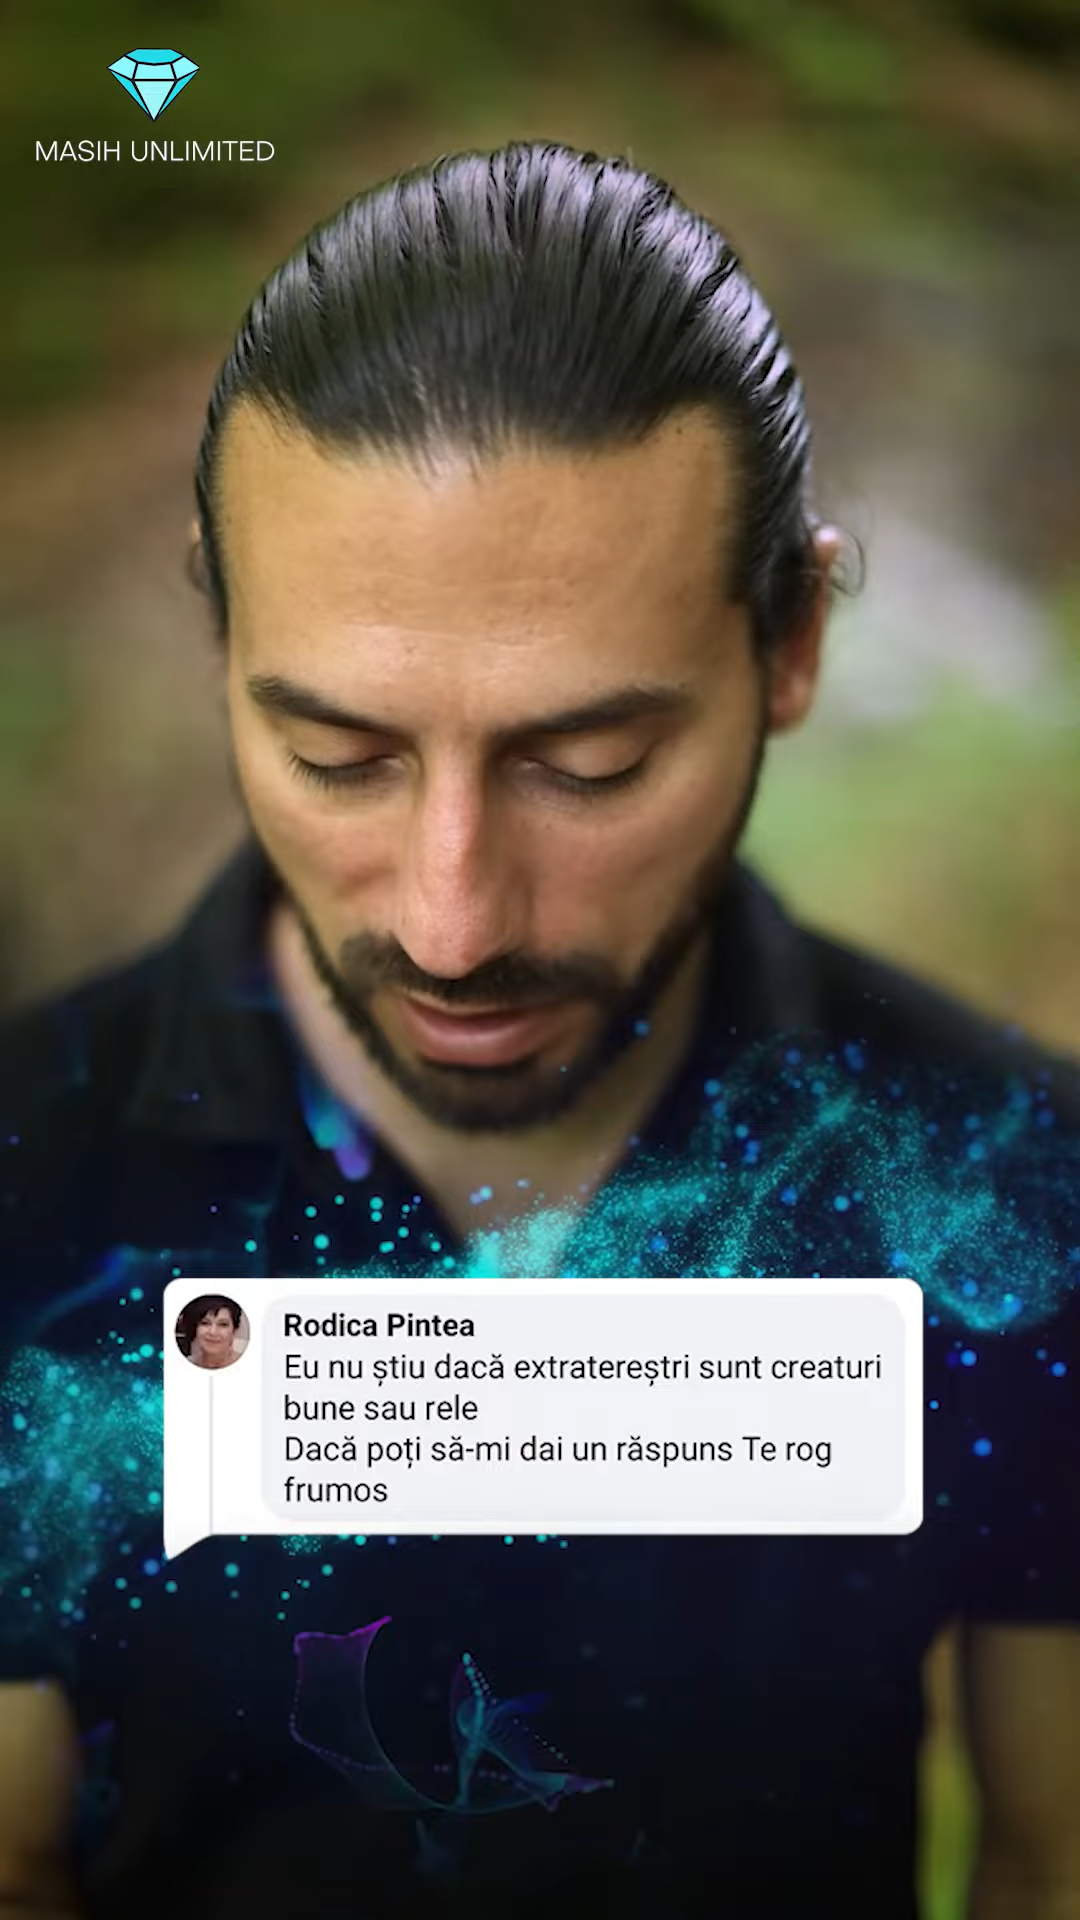 MASIH UNLIMITED
Rodica Pintea
Eu nu știu dacă extratereștri sunt creaturi
bune sau rele
Dacă poți să-mi dai un răspuns Te rog
frumos